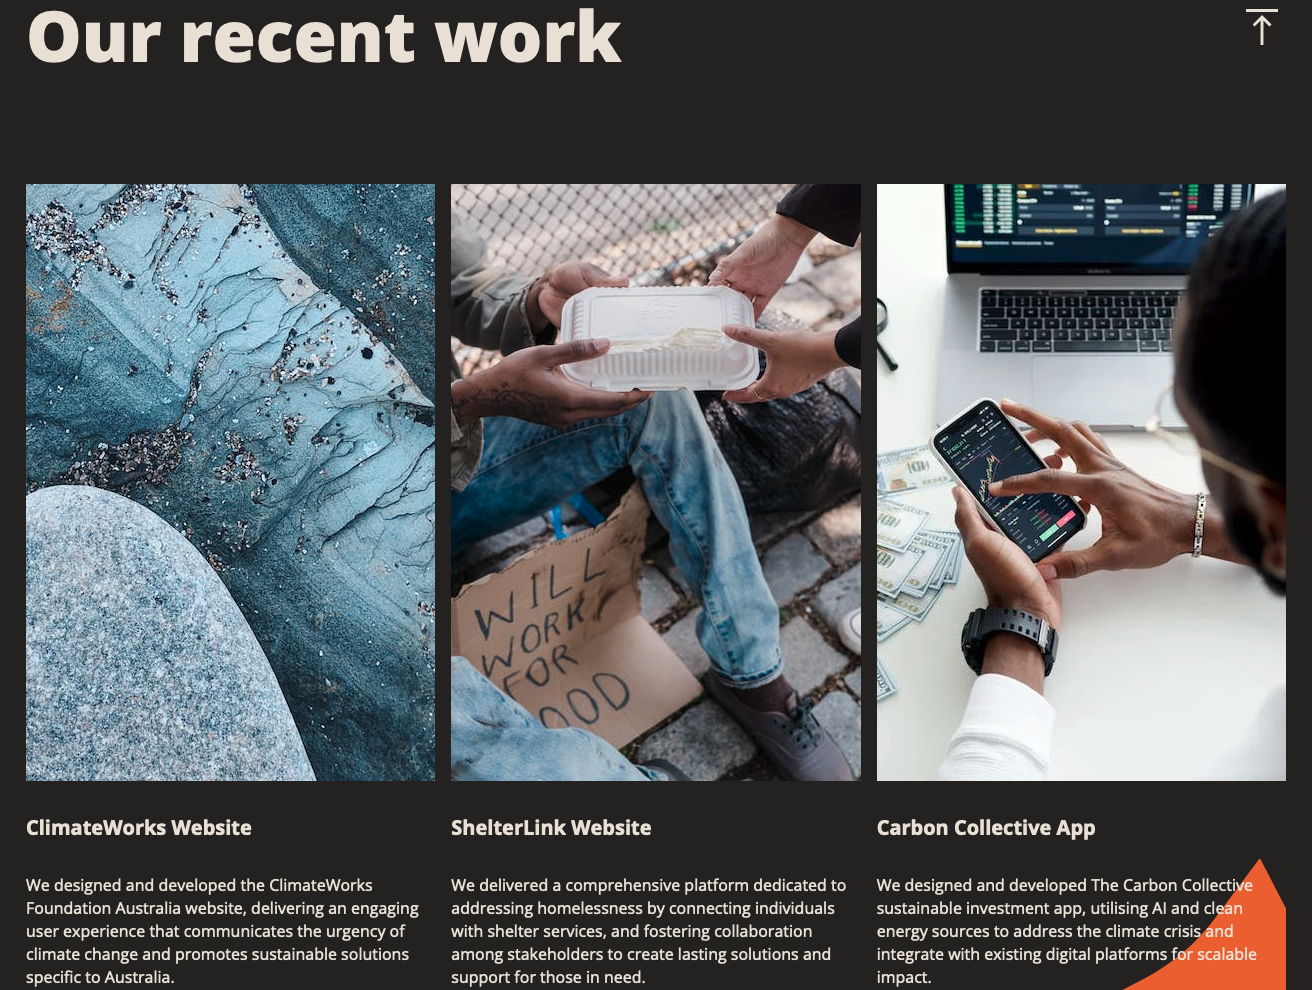 Our recent work
WILL
WORK
FOR
OOD
ClimateWorks Website
We designed and developed the ClimateWorks
Foundation Australia website, delivering an engaging
user experience that communicates the urgency of
climate change and promotes sustainable solutions
specific to Australia.
ShelterLink Website
We delivered a comprehensive platform dedicated to
addressing homelessness by connecting individuals
with shelter services, and fostering collaboration
among stakeholders to create lasting solutions and
support for those in need.
Carbon Collective App
We designed and developed The Carbon Collective
sustainable investment app, utilising AI and clean
energy sources to address the climate crisis and
integrate with existing digital platforms for scalable
impact.